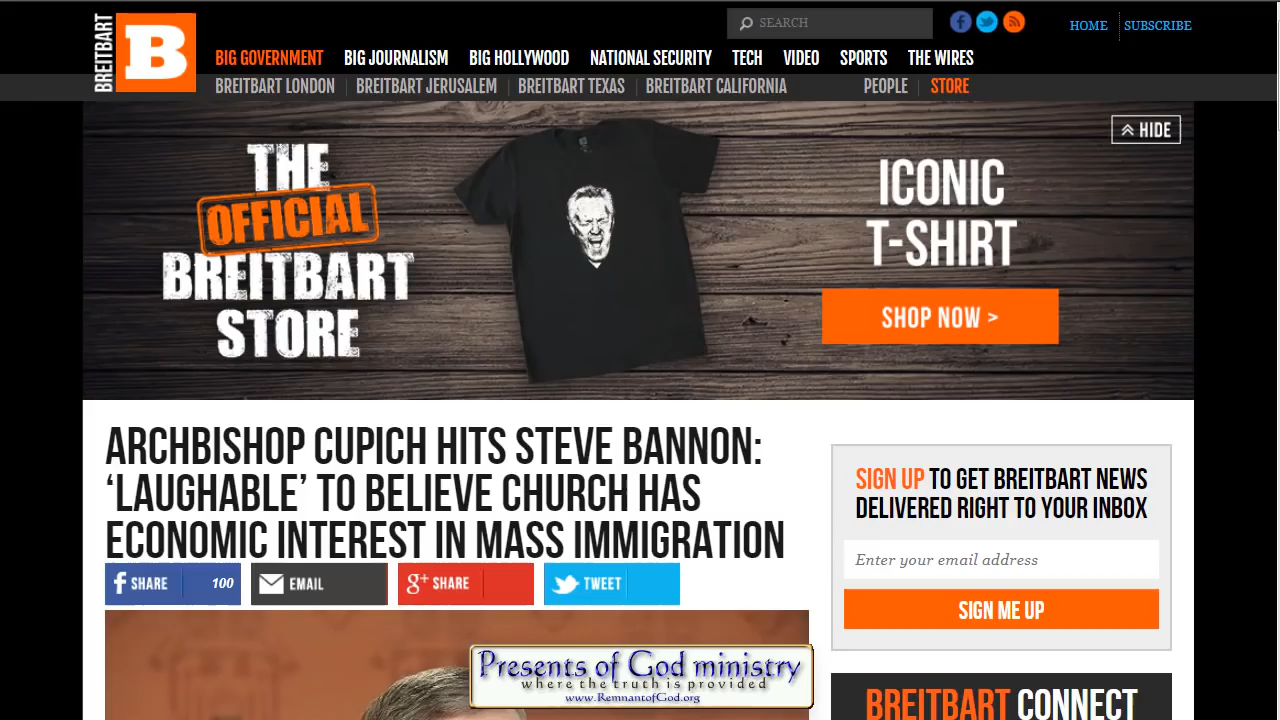 BREITBART
B
SEARCH
HOME
SUBSCRIBE
BIG GOVERNMENT BIG JOURNALISM BIG HOLLYWOOD NATIONAL SECURITY TECH VIDEO SPORTS THE WIRES
BREITBART LONDON BREITBART JERUSALEM BREITBART TEXAS BREITBART CALIFORNIA PEOPLE STORE
HIDE
THE
OFFICIAL
BREITBART
STORE
ICONIC
T-SHIRT
SHOP NOW >
ARCHBISHOP CUPICH HITS STEVE BANNON:
‘LAUGHABLE’ TO BELIEVE CHURCH HAS
ECONOMIC INTEREST IN MASS IMMIGRATION
f SHARE 100
EMAIL
g+ SHARE
TWEET
SIGN UP TO GET BREITBART NEWS
DELIVERED RIGHT TO YOUR INBOX
Enter your email address
SIGN ME UP
BREITBART CONNECT
Presents of God ministry
where the truth is provided
www.RemnantofGod.org